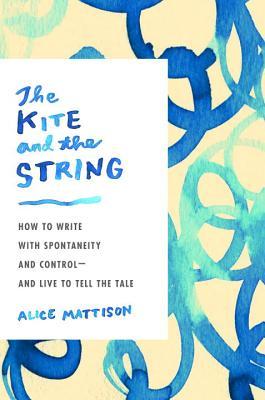 The
KITE
and the
STRING
HOW TO WRITE
WITH SPONTANEITY
AND CONTROL—
AND LIVE TO TELL THE TALE
ALICE MATTISON